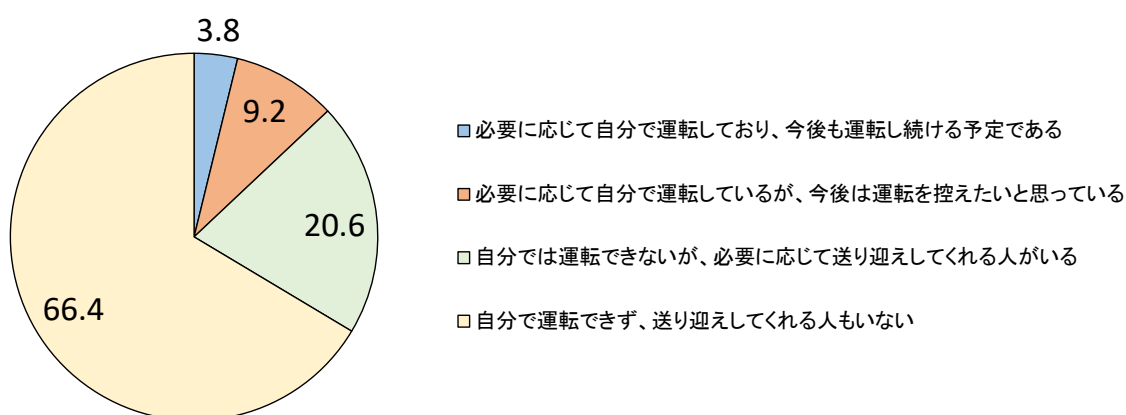 3.8
9.2
20.6
66.4
必要に応じて自分で運転しており、今後も運転し続ける予定である
必要に応じて自分で運転しているが、今後は運転を控えたいと思っている
自分では運転できないが、必要に応じて送り迎えしてくれる人がいる
自分で運転できず、送り迎えしてくれる人もいない